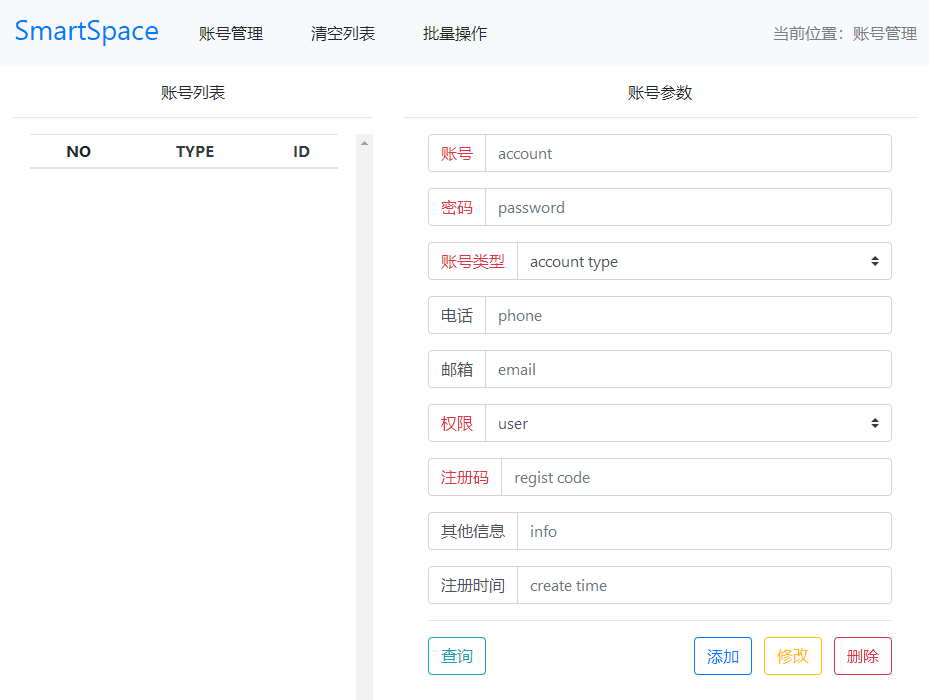 SmartSpace 账号管理 清空列表 批量操作 当前位置：账号管理
账号列表
NO TYPE ID
账号参数
账号 account
密码 password
账号类型 account type
电话 phone
邮箱 email
权限 user
注册码 regist code
其他信息 info
注册时间 create time
查询 添加 修改 删除